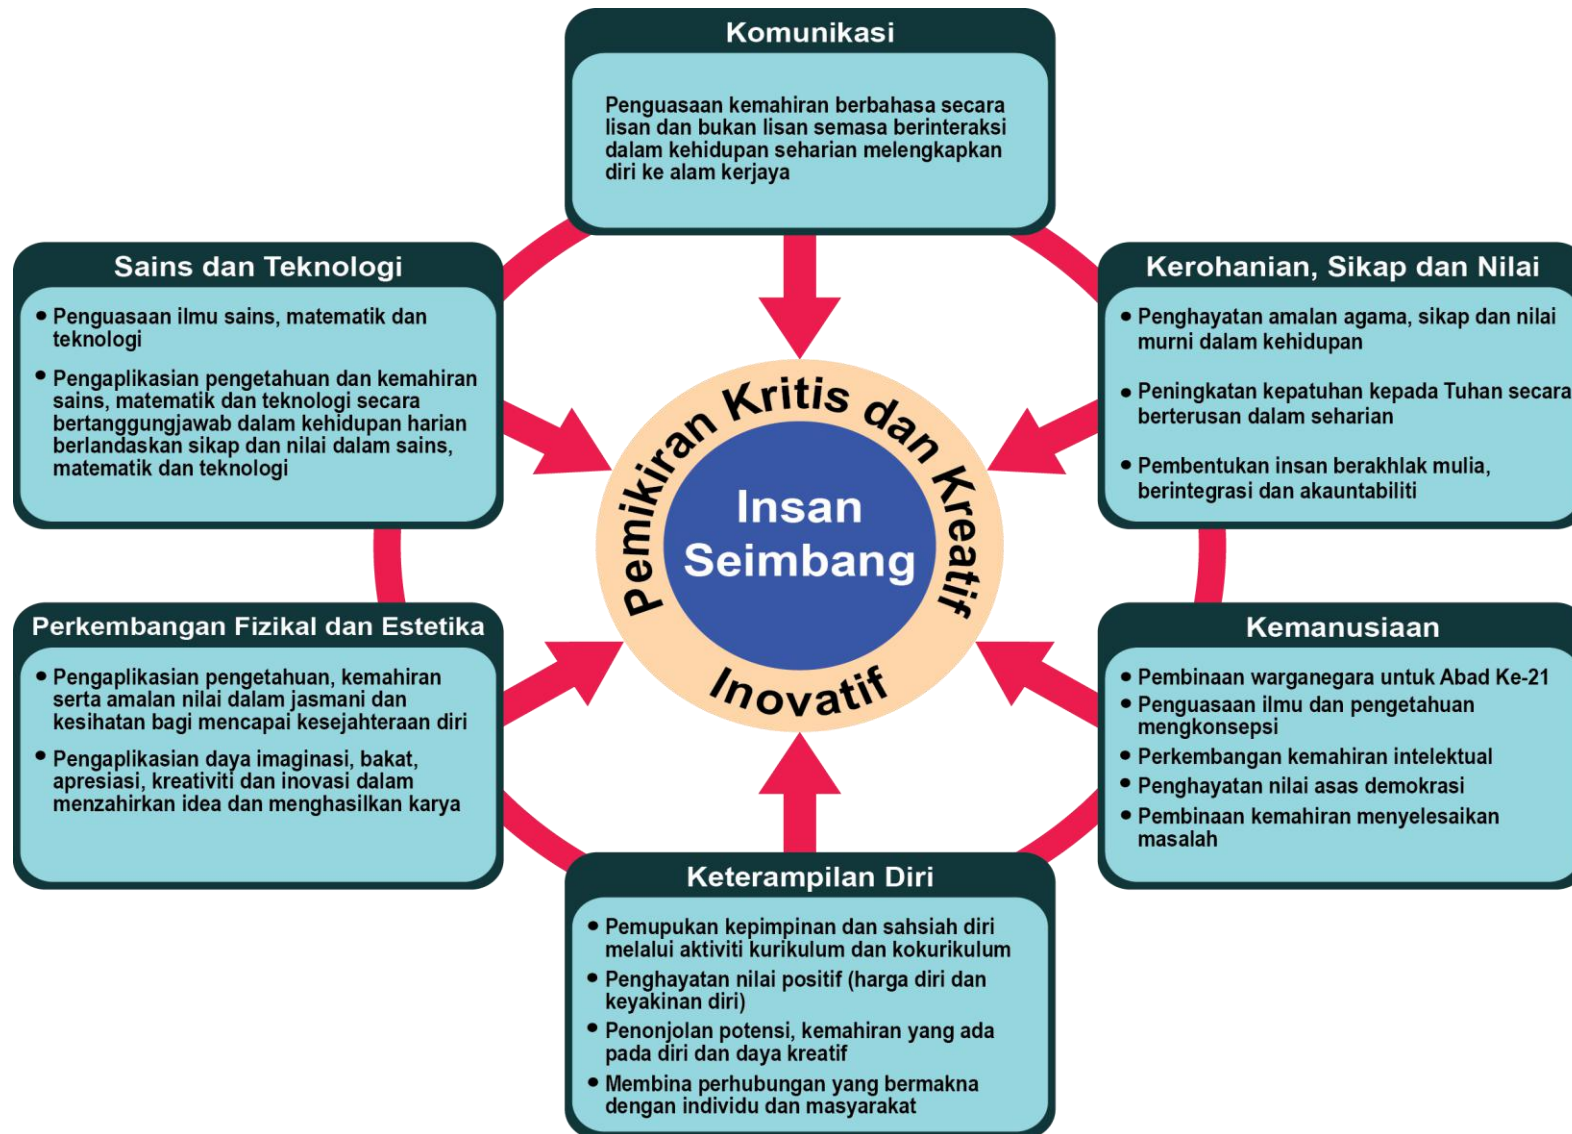 Komunikasi
Penguasaan kemahiran berbahasa secara
lisan dan bukan lisan semasa berinteraksi
dalam kehidupan seharian melengkapkan
diri ke alam kerjaya
Sains dan Teknologi
• Penguasaan ilmu sains, matematik dan
teknologi
• Pengaplikasian pengetahuan dan kemahiran
sains, matematik dan teknologi secara
bertanggungjawab dalam kehidupan harian
berlandaskan sikap dan nilai dalam sains,
matematik dan teknologi
Kerohanian, Sikap dan Nilai
• Penghayatan amalan agama, sikap dan nilai
murni dalam kehidupan
• Peningkatan kepatuhan kepada Tuhan secara
berterusan dalam seharian
• Pembentukan insan berakhlak mulia,
berintegrasi dan akauntabiliti
Pemikiran Kritis dan Kreatif
Insan
Seimbang
Inovatif
Perkembangan Fizikal dan Estetika
• Pengaplikasian pengetahuan, kemahiran
serta amalan nilai dalam jasmani dan
kesihatan bagi mencapai kesejahteraan diri
• Pengaplikasian daya imaginasi, bakat,
apresiasi, kreativiti dan inovasi dalam
menzahirkan idea dan menghasilkan karya
Kemanusiaan
• Pembinaan warganegara untuk Abad Ke-21
• Penguasaan ilmu dan pengetahuan
mengkonsepsi
• Perkembangan kemahiran intelektual
• Penghayatan nilai asas demokrasi
• Pembinaan kemahiran menyelesaikan
masalah
Keterampilan Diri
• Pemupukan kepimpinan dan sahsiah diri
melalui aktiviti kurikulum dan kokurikulum
• Penghayatan nilai positif (harga diri dan
keyakinan diri)
• Penonjolan potensi, kemahiran yang ada
pada diri dan daya kreatif
• Membina perhubungan yang bermakna
dengan individu dan masyarakat